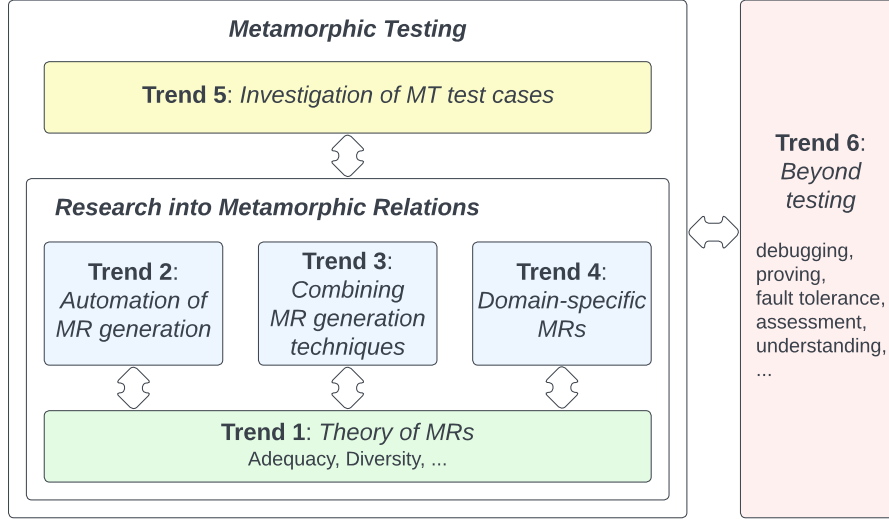 Metamorphic Testing
Trend 5: Investigation of MT test cases
Research into Metamorphic Relations
Trend 2:
Automation of
MR generation
Trend 3:
Combining
MR generation
techniques
Trend 4:
Domain-specific
MRs
Trend 1: Theory of MRs
Adequacy, Diversity, ...
Trend 6:
Beyond
testing
debugging,
proving,
fault tolerance,
assessment,
understanding,
...